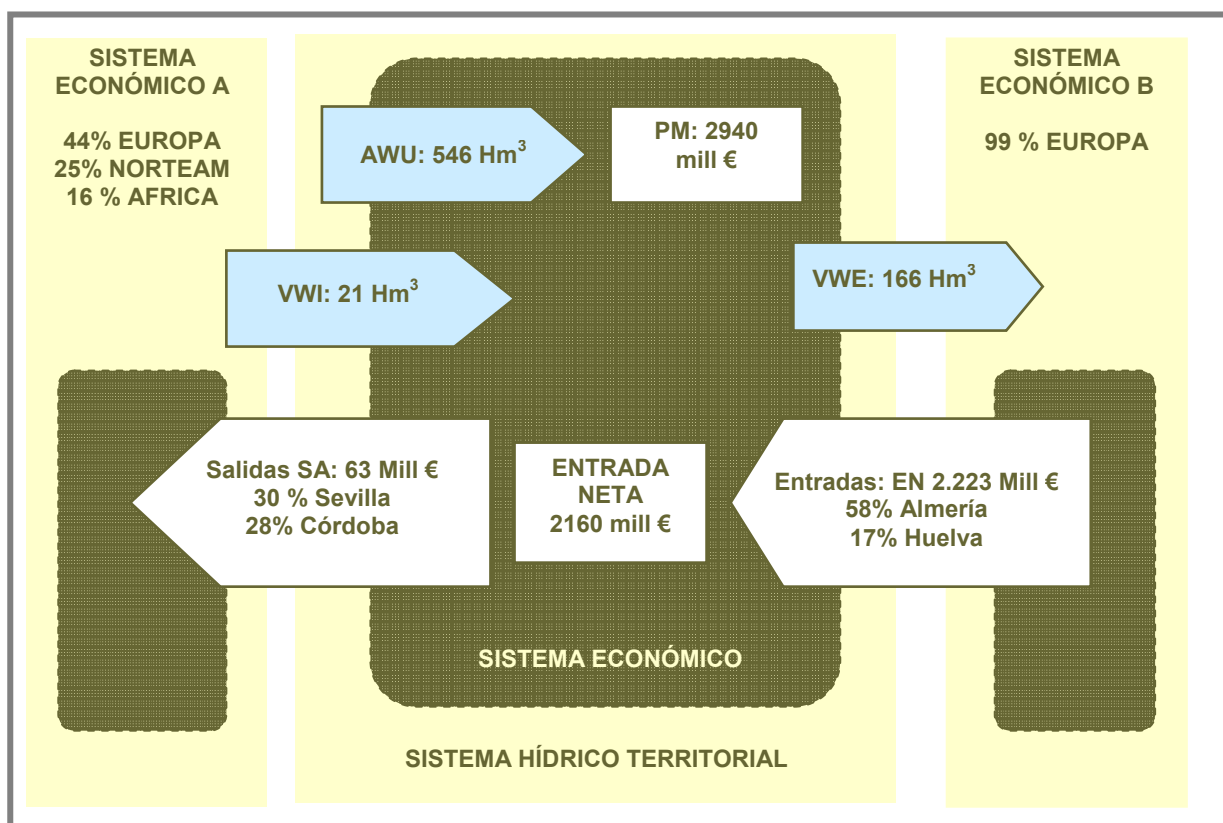 SISTEMA
ECONÓMICO A
44% EUROPA
25% NORTEAM
16 % AFRICA
AWU: 546 Hm³
PM: 2940
mill €
SISTEMA
ECONÓMICO B
99 % EUROPA
VWI: 21 Hm³
VWE: 166 Hm³
Salidas SA: 63 Mill €
30 % Sevilla
28% Córdoba
ENTRADA
NETA
2160 mill €
Entradas: EN 2.223 Mill €
58% Almería
17% Huelva
SISTEMA ECONÓMICO
SISTEMA HÍDRICO TERRITORIAL